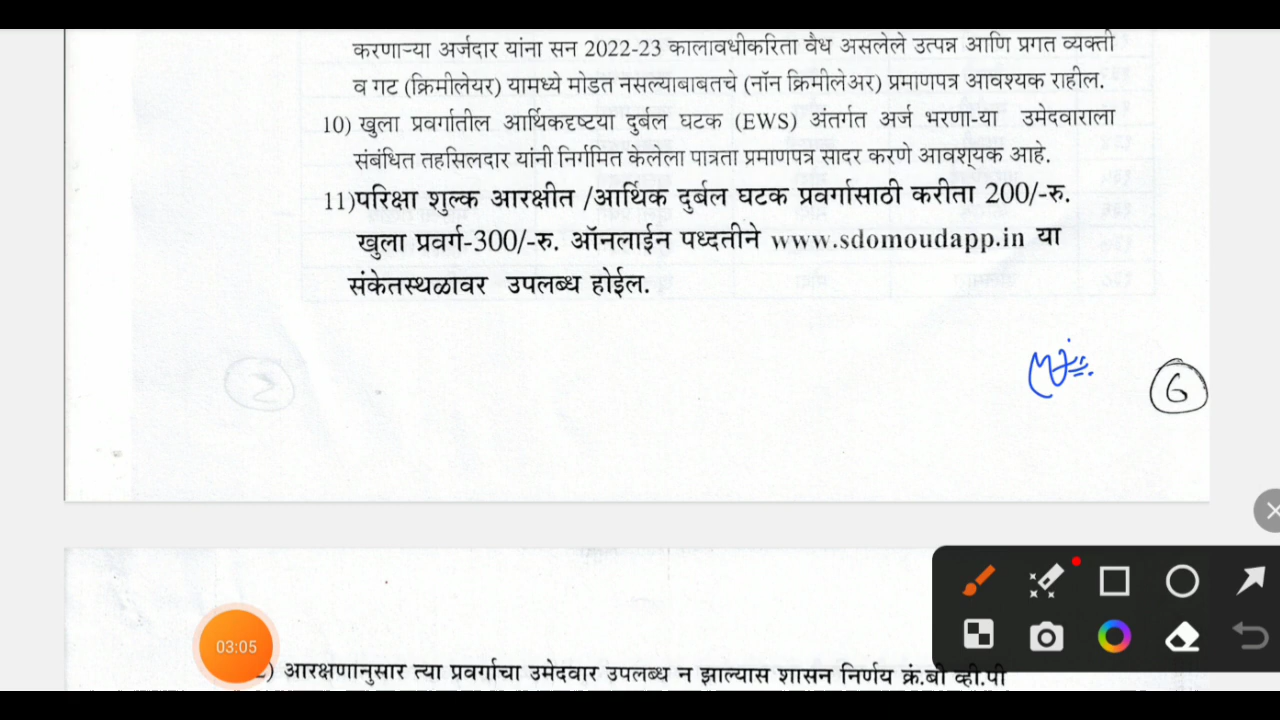 करणाऱ्या अर्जदार यांना सन 2022-23 कालावधीकरिता वैध असलेले उत्पन्न आणि प्रगत व्यक्ती
व गट (क्रिमीलेयर) यामध्ये मोडत नसल्याबाबतचे (नॉन क्रिमीलेअर) प्रमाणपत्र आवश्यक राहील.
10) खुला प्रवर्गातील आर्थिकदृष्टया दुर्बल घटक (EWS) अंतर्गत अर्ज भरणा-या उमेदवाराला
संबंधित तहसिलदार यांनी निर्गमित केलेला पात्रता प्रमाणपत्र सादर करणे आवश्यक आहे.
11)परिक्षा शुल्क आरक्षीत /आर्थिक दुर्बल घटक प्रवर्गासाठी करीता 200/-रु.
खुला प्रवर्ग-300/-रु. ऑनलाईन पध्दतीने www.sdomoudapp.in या
संकेतस्थळावर उपलब्ध होईल.
6
03:05
) आरक्षणानुसार त्या प्रवर्गाचा उमेदवार उपलब्ध न झाल्यास शासन निर्णय क्रं.बी व्ही.पी